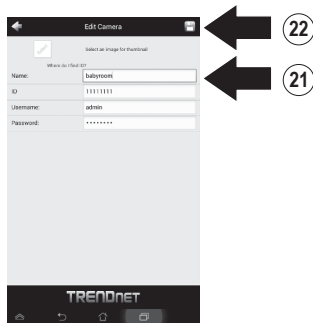 Edit Camera
22
Select an image for thumbnail
Where do I find ID?
Name:
babyroom
21
ID
11111111
Username:
admin
Password:
••••••••
TRENDnet